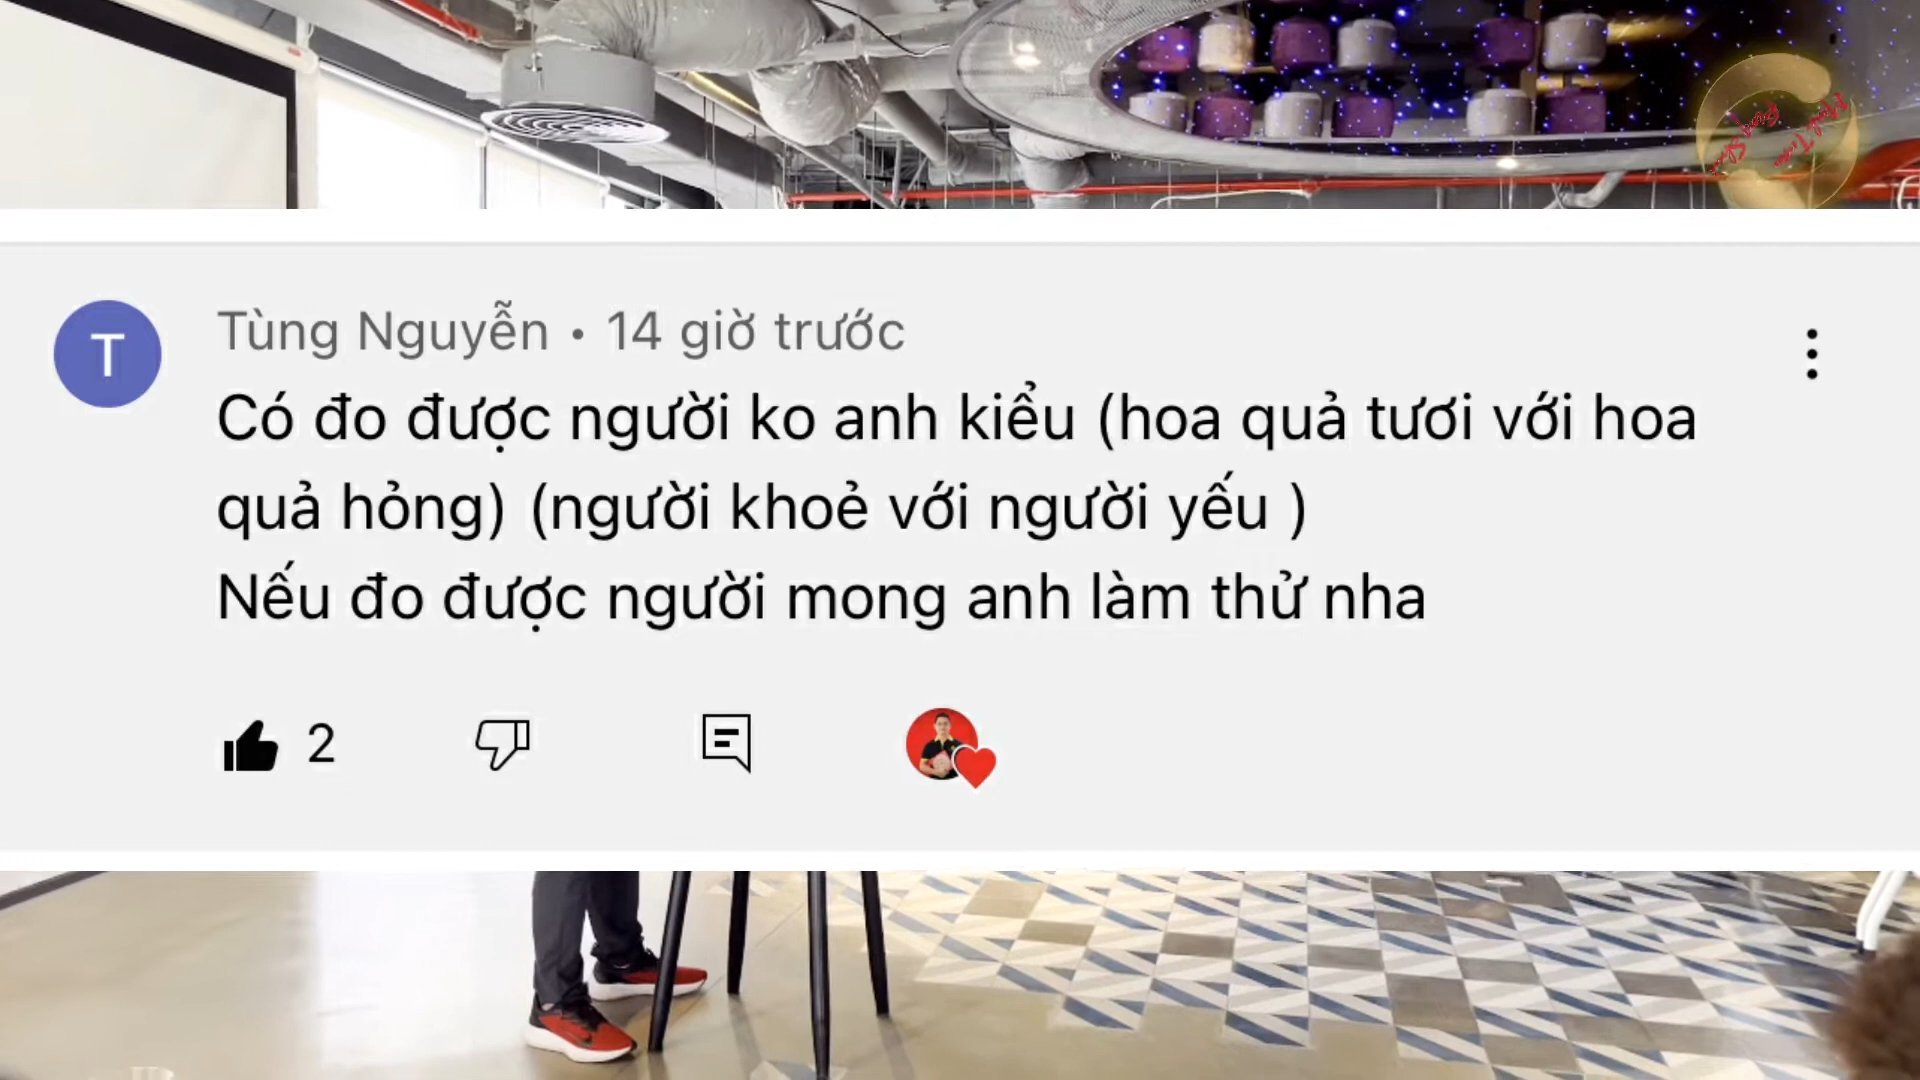 T
Tùng Nguyễn • 14 giờ trước
Có đo được người ko anh kiểu (hoa quả tươi với hoa
quả hỏng) (người khoẻ với người yếu )
Nếu đo được người mong anh làm thử nha
2